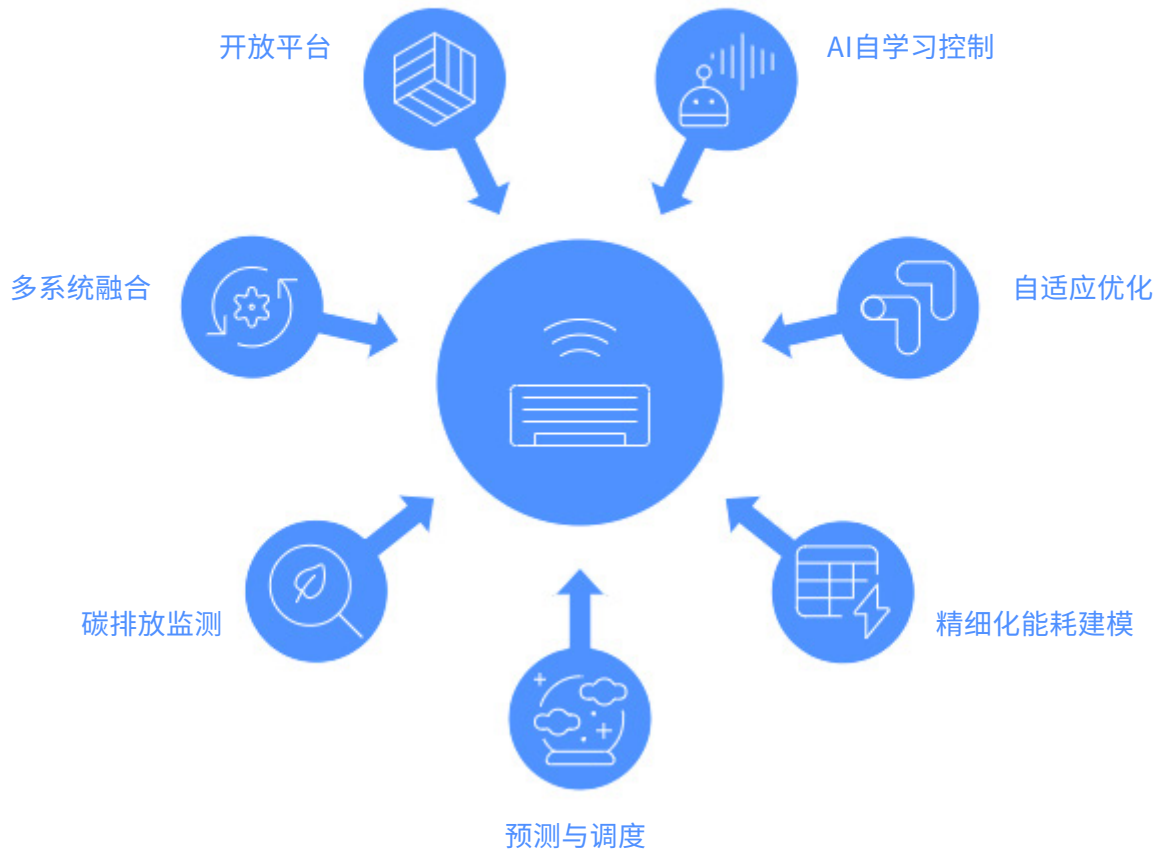 开放平台
AI自学习控制
多系统融合
自适应优化
碳排放监测
精细化能耗建模
预测与调度